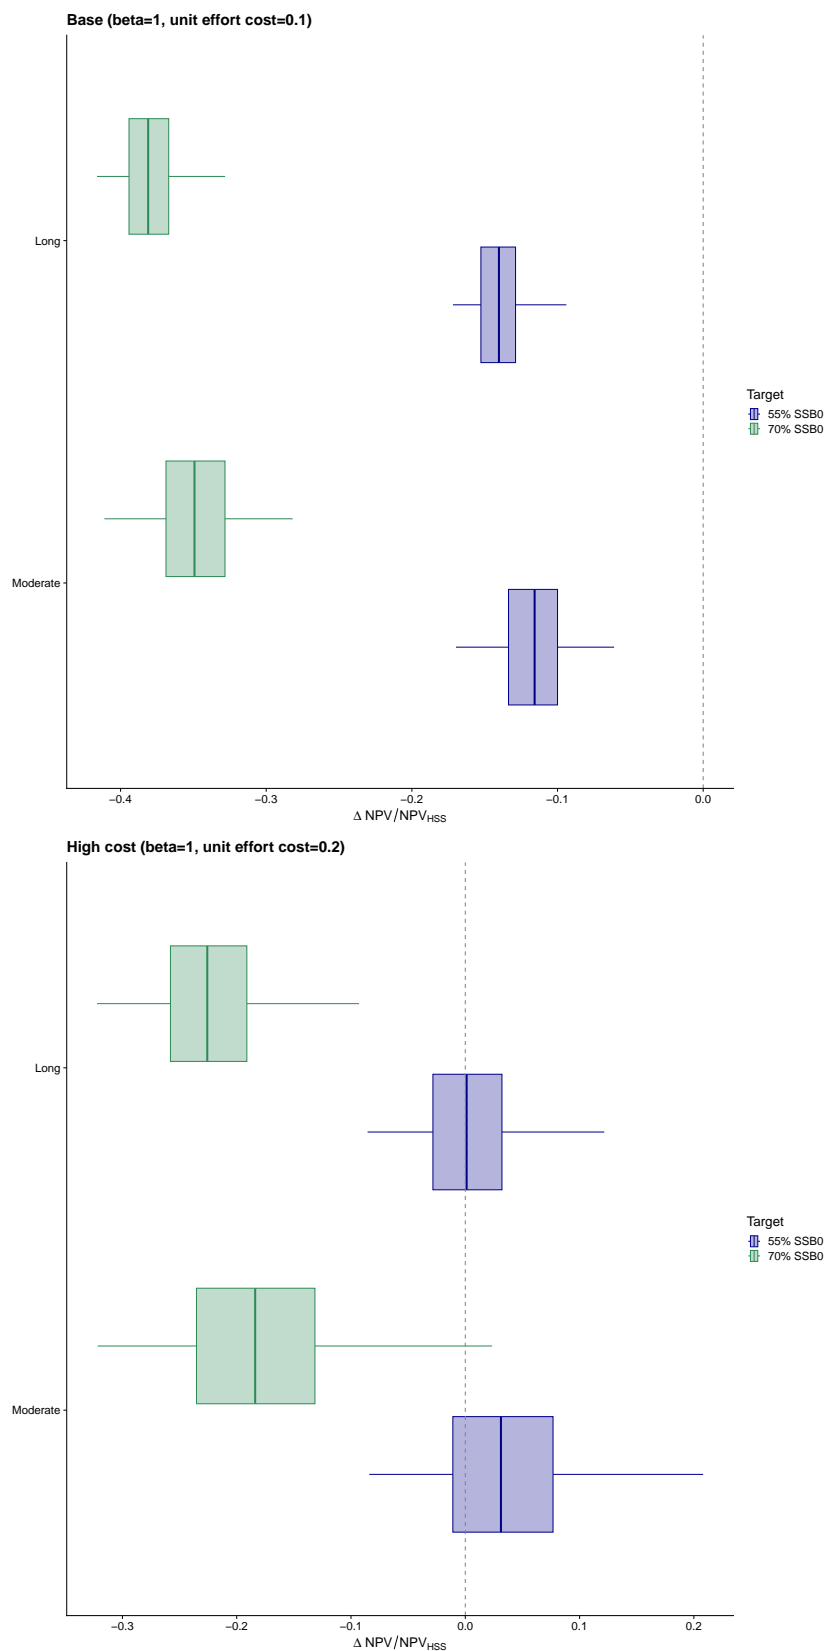 Base (beta=1, unit effort cost=0.1)
Long
Moderate
−0.4 −0.3 −0.2 −0.1 0.0
Δ NPV/NPV_HSS
Target
55% SSB0
70% SSB0
High cost (beta=1, unit effort cost=0.2)
Long
Moderate
−0.3 −0.2 −0.1 0.0 0.1 0.2
Δ NPV/NPV_HSS
Target
55% SSB0
70% SSB0